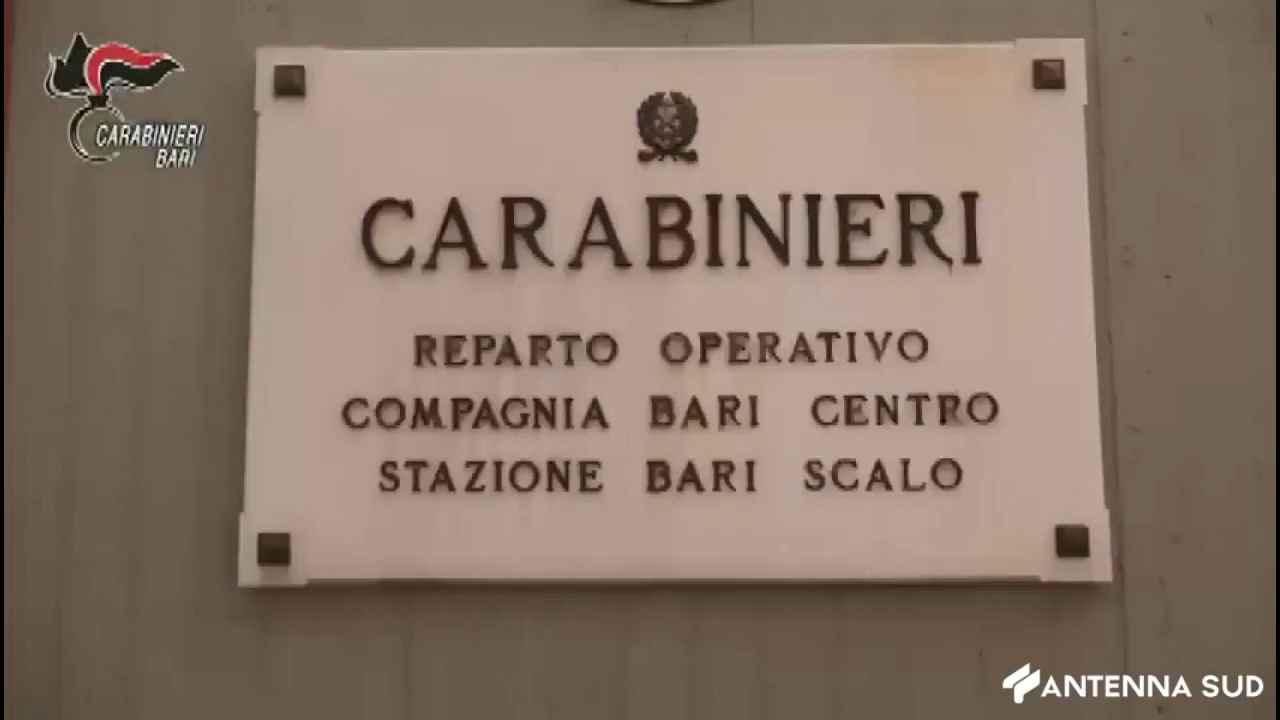 CARABINIERI
BARI
CARABINIERI
REPARTO OPERATIVO
COMPAGNIA BARI CENTRO
STAZIONE BARI SCALO
ANTENNA SUD